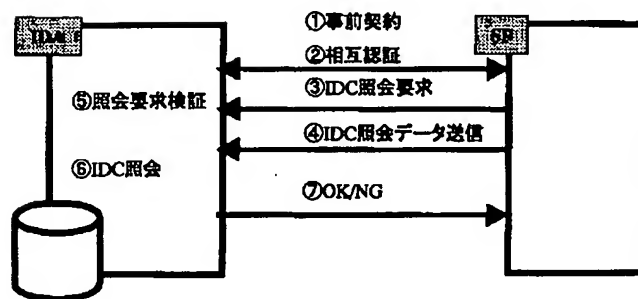 ①事前契約
IDA
SP
②相互認証
③IDC照会要求
⑤照会要求検証
④IDC照会データ送信
⑥IDC照会
⑦OK/NG